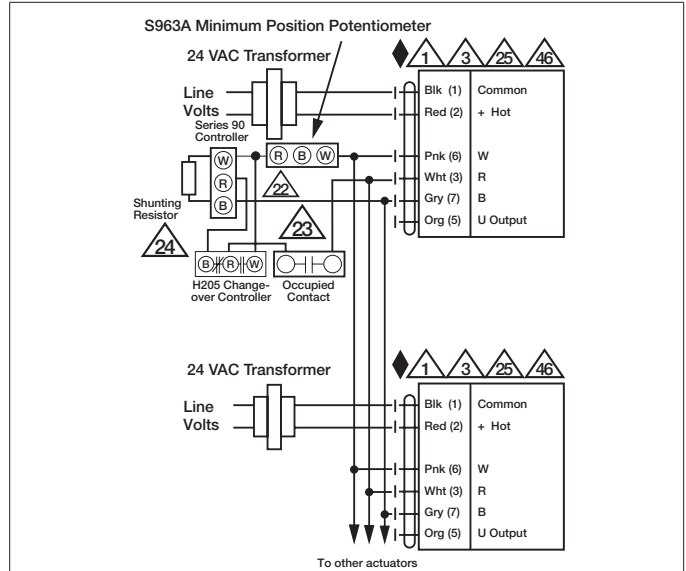 S963A Minimum Position Potentiometer
24 VAC Transformer
1 3 25 46
Line
Volts
Blk (1) Common
Red (2) + Hot
Series 90
Controller
W
R
B
R B W
22
Pnk (6) W
Wht (3) R
Gry (7) B
Org (5) U Output
Shunting
Resistor
24
23
B R W
H205 Change-
over Controller
Occupied
Contact
24 VAC Transformer
1 3 25 46
Line
Volts
Blk (1) Common
Red (2) + Hot
Pnk (6) W
Wht (3) R
Gry (7) B
Org (5) U Output
To other actuators